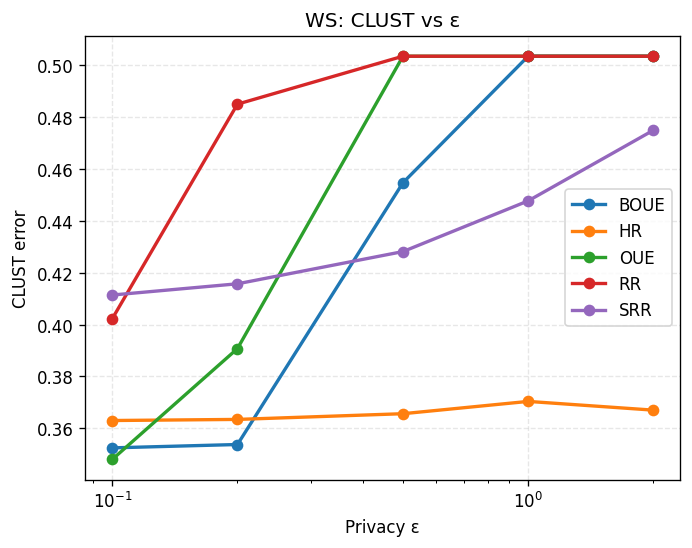 WS: CLUST vs ε
CLUST error
0.50
0.48
0.46
0.44
0.42
0.40
0.38
0.36
BOUE
HR
OUE
RR
SRR
10⁻¹
10⁰
Privacy ε